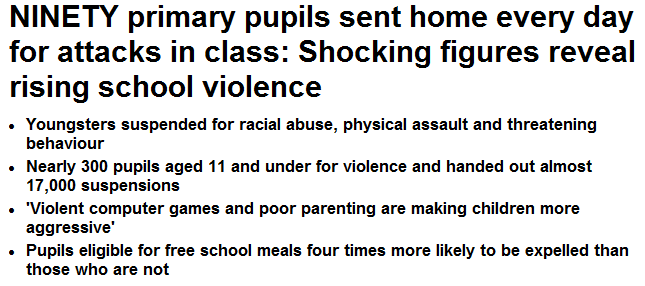 NINETY primary pupils sent home every day
for attacks in class: Shocking figures reveal
rising school violence
• Youngsters suspended for racial abuse, physical assault and threatening
behaviour
• Nearly 300 pupils aged 11 and under for violence and handed out almost
17,000 suspensions
• 'Violent computer games and poor parenting are making children more
aggressive'
• Pupils eligible for free school meals four times more likely to be expelled than
those who are not